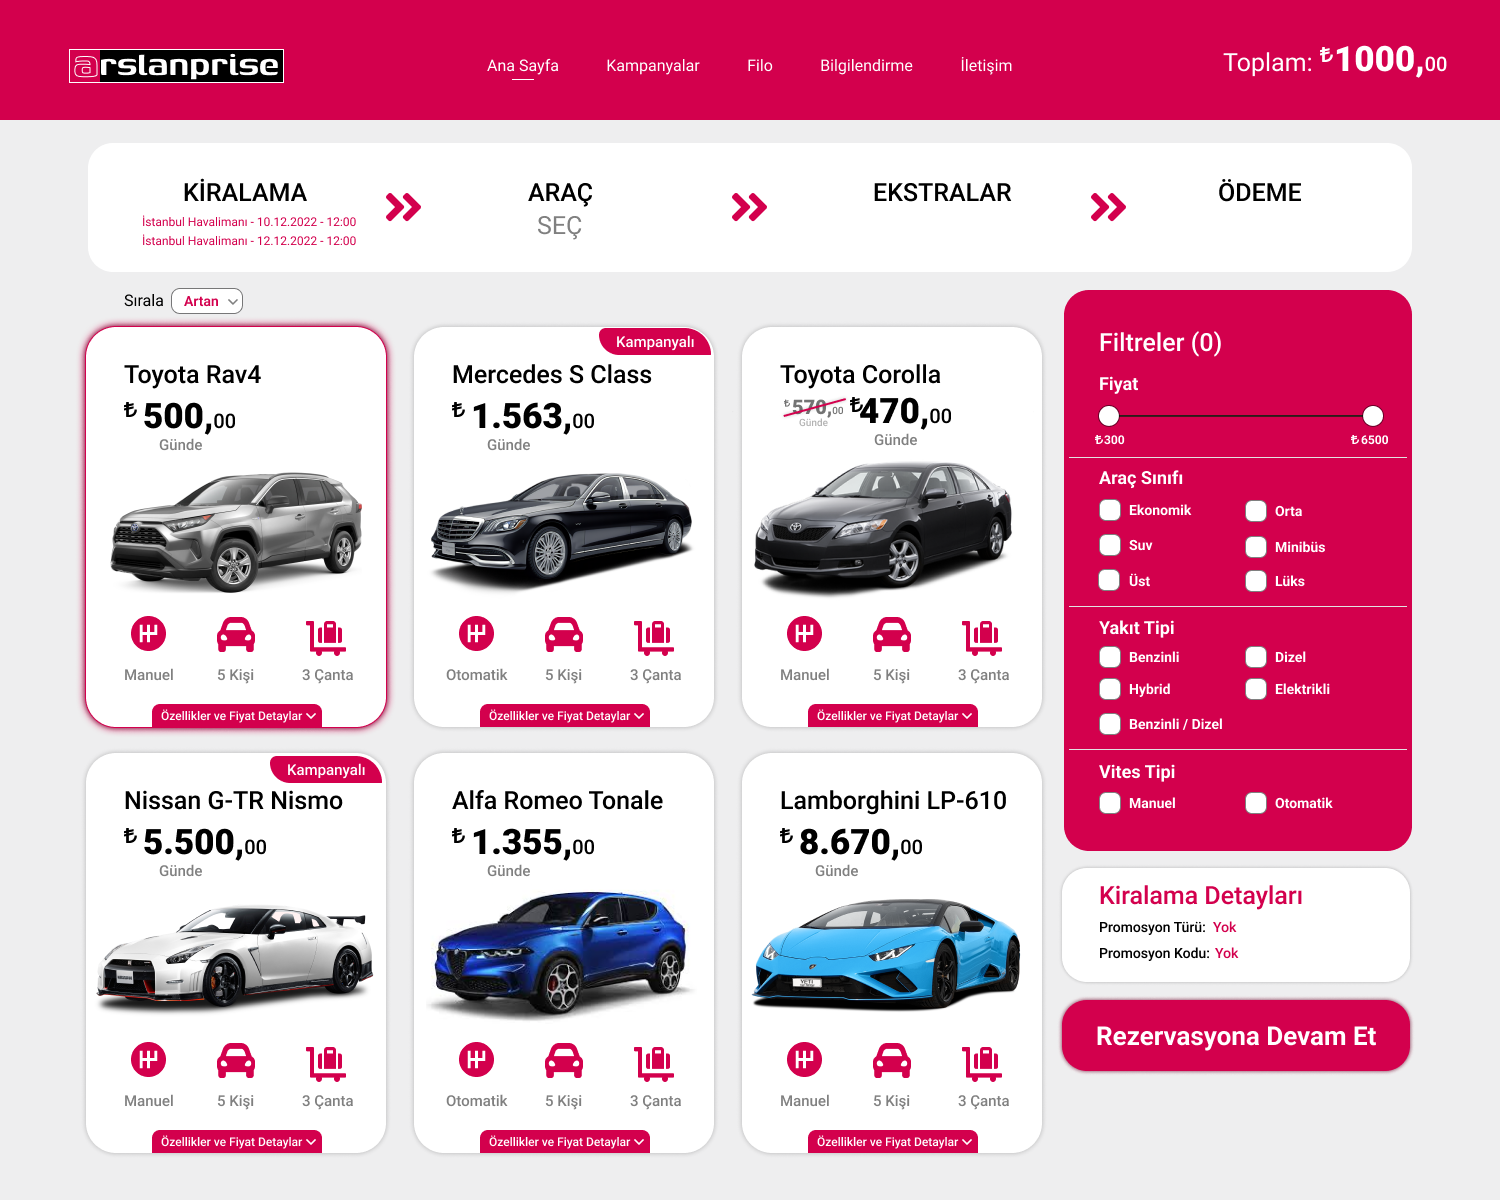 arslanprise
Ana Sayfa
Kampanyalar
Filo
Bilgilendirme
İletişim
Toplam: ₺1000,00
KİRALAMA
İstanbul Havalimanı - 10.12.2022 - 12:00
İstanbul Havalimanı - 12.12.2022 - 12:00
ARAÇ
SEÇ
EKSTRALAR
ÖDEME
Sırala
Artan
Toyota Rav4
₺ 500,00
Günde
Manuel
5 Kişi
3 Çanta
Özellikler ve Fiyat Detaylar
Kampanyalı
Mercedes S Class
₺ 1.563,00
Günde
Otomatik
5 Kişi
3 Çanta
Özellikler ve Fiyat Detaylar
Toyota Corolla
₺570,00
Günde
₺470,00
Günde
Manuel
5 Kişi
3 Çanta
Özellikler ve Fiyat Detaylar
Kampanyalı
Nissan G-TR Nismo
₺ 5.500,00
Günde
Manuel
5 Kişi
3 Çanta
Özellikler ve Fiyat Detaylar
Alfa Romeo Tonale
₺ 1.355,00
Günde
Otomatik
5 Kişi
3 Çanta
Özellikler ve Fiyat Detaylar
Lamborghini LP-610
₺ 8.670,00
Günde
Manuel
5 Kişi
3 Çanta
Özellikler ve Fiyat Detaylar
Filtreler (0)
Fiyat
₺300
₺6500
Araç Sınıfı
Ekonomik
Orta
Suv
Minibüs
Üst
Lüks
Yakıt Tipi
Benzinli
Dizel
Hybrid
Elektrikli
Benzinli / Dizel
Vites Tipi
Manuel
Otomatik
Kiralama Detayları
Promosyon Türü: Yok
Promosyon Kodu: Yok
Rezervasyona Devam Et